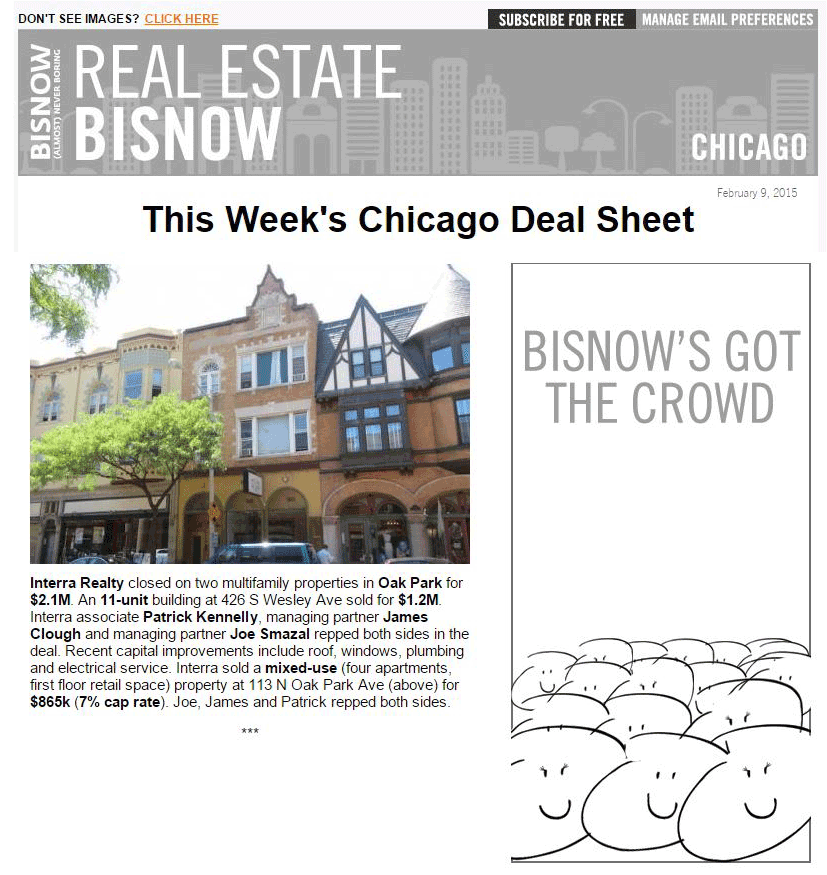 DON'T SEE IMAGES? CLICK HERE
SUBSCRIBE FOR FREE MANAGE EMAIL PREFERENCES
BISNOW
(ALMOST) NEVER BORING
REAL ESTATE
BISNOW
CHICAGO
February 9, 2015
This Week's Chicago Deal Sheet
BISNOW'S GOT
THE CROWD
Interra Realty closed on two multifamily properties in Oak Park for
$2.1M. An 11-unit building at 426 S Wesley Ave sold for $1.2M.
Interra associate Patrick Kennelly, managing partner James
Clough and managing partner Joe Smazal repped both sides in the
deal. Recent capital improvements include roof, windows, plumbing
and electrical service. Interra sold a mixed-use (four apartments,
first floor retail space) property at 113 N Oak Park Ave (above) for
$865k (7% cap rate). Joe, James and Patrick repped both sides.
***